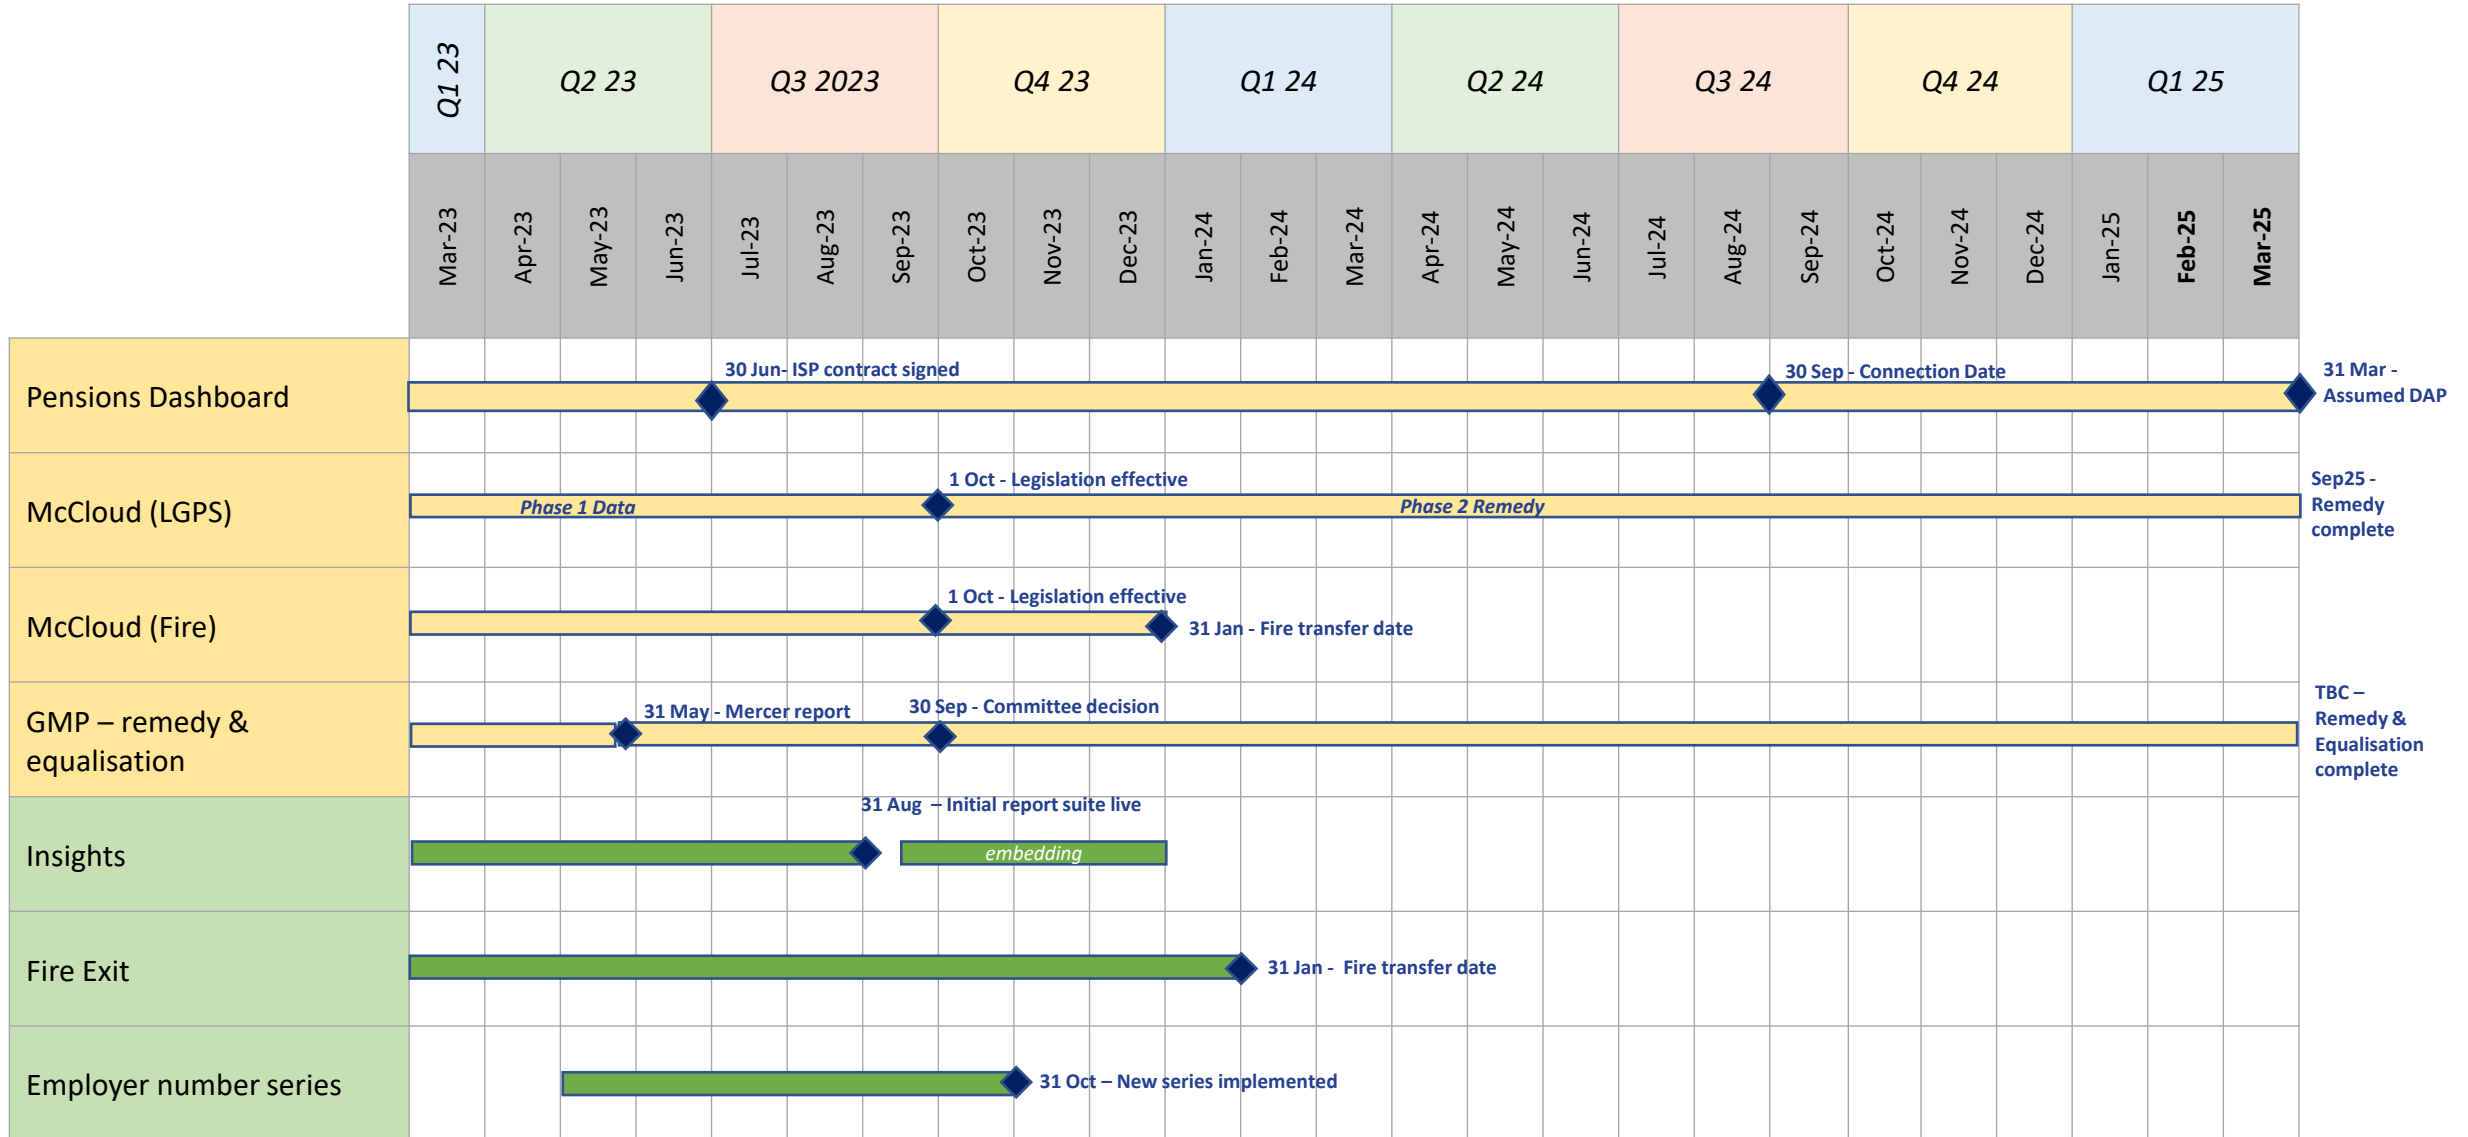 Q1 23
Q2 23
Q3 2023
Q4 23
Q1 24
Q2 24
Q3 24
Q4 24
Q1 25
Mar-23
Apr-23
May-23
Jun-23
Jul-23
Aug-23
Sep-23
Oct-23
Nov-23
Dec-23
Jan-24
Feb-24
Mar-24
Apr-24
May-24
Jun-24
Jul-24
Aug-24
Sep-24
Oct-24
Nov-24
Dec-24
Jan-25
Feb-25
Mar-25
Pensions Dashboard
30 Jun- ISP contract signed
30 Sep - Connection Date
31 Mar -
Assumed DAP
McCloud (LGPS)
Phase 1 Data
1 Oct - Legislation effective
Phase 2 Remedy
Sep25 -
Remedy
complete
McCloud (Fire)
1 Oct - Legislation effective
31 Jan - Fire transfer date
GMP – remedy &
equalisation
31 May - Mercer report
30 Sep - Committee decision
TBC –
Remedy &
Equalisation
complete
Insights
31 Aug – Initial report suite live
embedding
Fire Exit
31 Jan - Fire transfer date
Employer number series
31 Oct – New series implemented